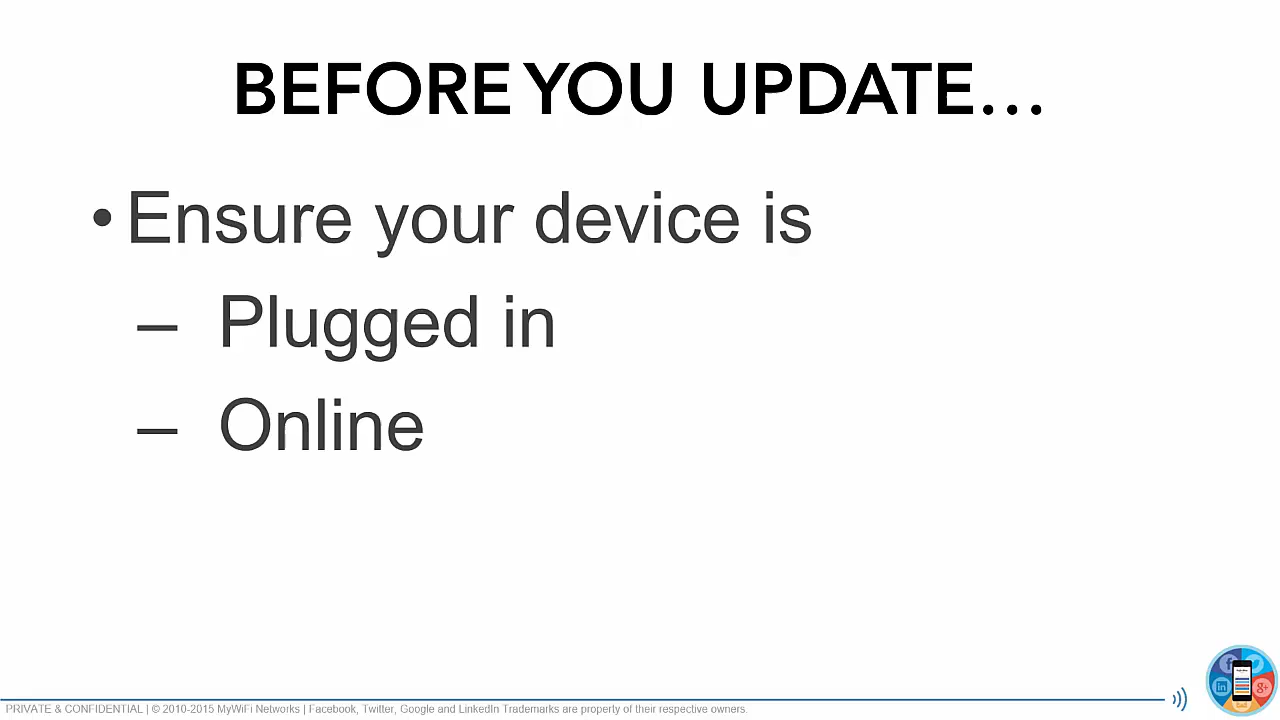 BEFORE YOU UPDATE…
• Ensure your device is
– Plugged in
– Online
PRIVATE & CONFIDENTIAL | © 2010-2015 MyWiFi Networks | Facebook, Twitter, Google and LinkedIn Trademarks are property of their respective owners.